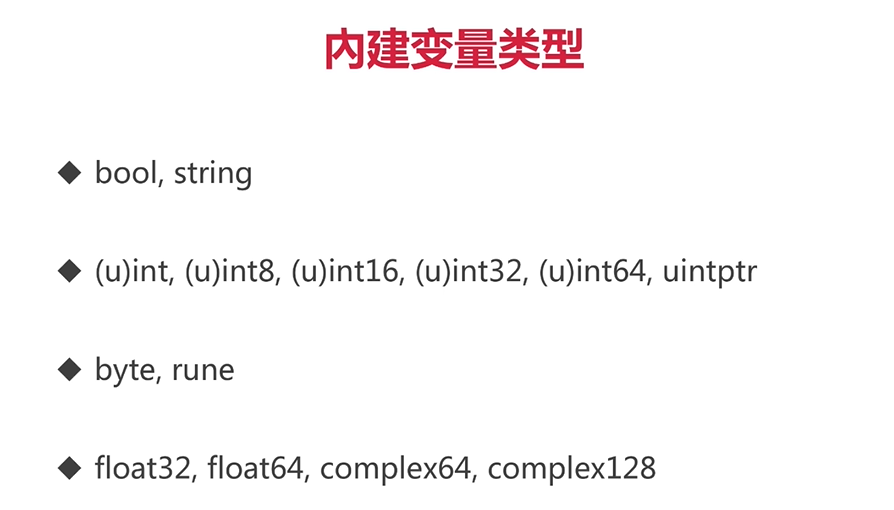 内建变量类型
◆ bool, string
◆ (u)int, (u)int8, (u)int16, (u)int32, (u)int64, uintptr
◆ byte, rune
◆ float32, float64, complex64, complex128